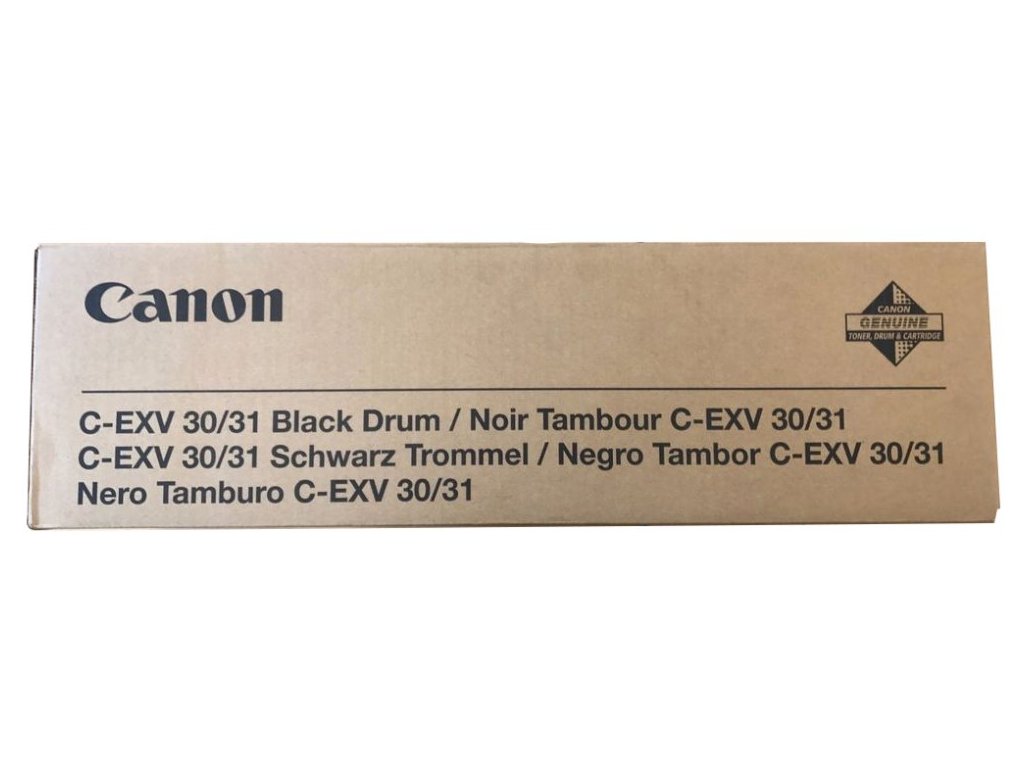 Canon
CANON
GENUINE
TONER, DRUM & CARTRIDGE
C-EXV 30/31 Black Drum / Noir Tambour C-EXV 30/31
C-EXV 30/31 Schwarz Trommel / Negro Tambor C-EXV 30/31
Nero Tamburo C-EXV 30/31